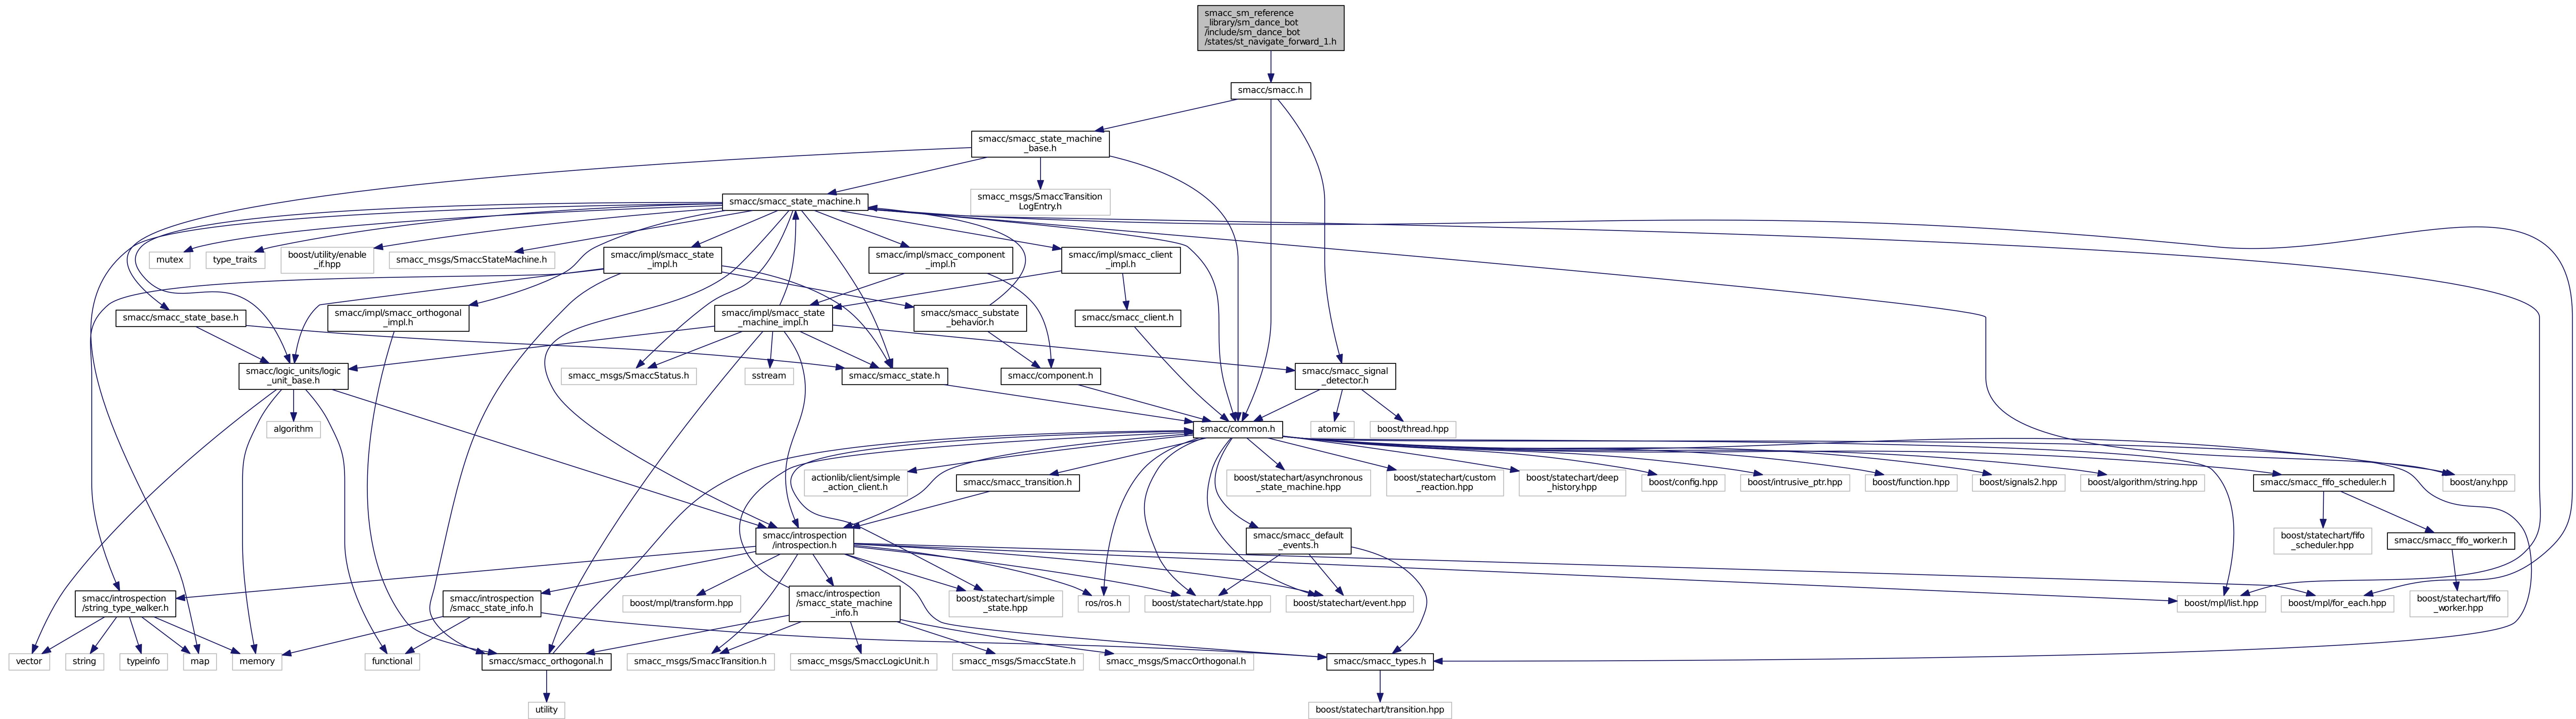 smacc_sm_reference
_library/sm_dance_bot
/include/sm_dance_bot
/states/st_navigate_forward_1.h
smacc/smacc.h
smacc/smacc_state_machine
_base.h
smacc/smacc_state_machine.h
smacc_msgs/SmaccTransition
LogEntry.h
mutex
type_traits
boost/utility/enable
_if.hpp
smacc_msgs/SmaccStateMachine.h
smacc/impl/smacc_state
_impl.h
smacc/impl/smacc_component
_impl.h
smacc/impl/smacc_client
_impl.h
smacc/smacc_state_base.h
smacc/impl/smacc_orthogonal
_impl.h
smacc/impl/smacc_state
_machine_impl.h
smacc/smacc_substate
_behavior.h
smacc/smacc_client.h
smacc/logic_units/logic
_unit_base.h
smacc_msgs/SmaccStatus.h
sstream
smacc/smacc_state.h
smacc/component.h
smacc/smacc_signal
_detector.h
algorithm
smacc/common.h
atomic
boost/thread.hpp
actionlib/client/simple
_action_client.h
smacc/smacc_transition.h
boost/statechart/asynchronous
_state_machine.hpp
boost/statechart/custom
_reaction.hpp
boost/statechart/deep
_history.hpp
boost/config.hpp
boost/intrusive_ptr.hpp
boost/function.hpp
boost/signals2.hpp
boost/algorithm/string.hpp
smacc/smacc_fifo_scheduler.h
boost/any.hpp
smacc/introspection
/introspection.h
smacc/smacc_default
_events.h
boost/statechart/fifo
_scheduler.hpp
smacc/smacc_fifo_worker.h
smacc/introspection
/string_type_walker.h
smacc/introspection
/smacc_state_info.h
boost/mpl/transform.hpp
smacc/introspection
/smacc_state_machine
_info.h
boost/statechart/simple
_state.hpp
ros/ros.h
boost/statechart/state.hpp
boost/statechart/event.hpp
boost/mpl/list.hpp
boost/mpl/for_each.hpp
boost/statechart/fifo
_worker.hpp
vector
string
typeinfo
map
memory
functional
smacc/smacc_orthogonal.h
smacc_msgs/SmaccTransition.h
smacc_msgs/SmaccLogicUnit.h
smacc_msgs/SmaccState.h
smacc_msgs/SmaccOrthogonal.h
smacc/smacc_types.h
utility
boost/statechart/transition.hpp